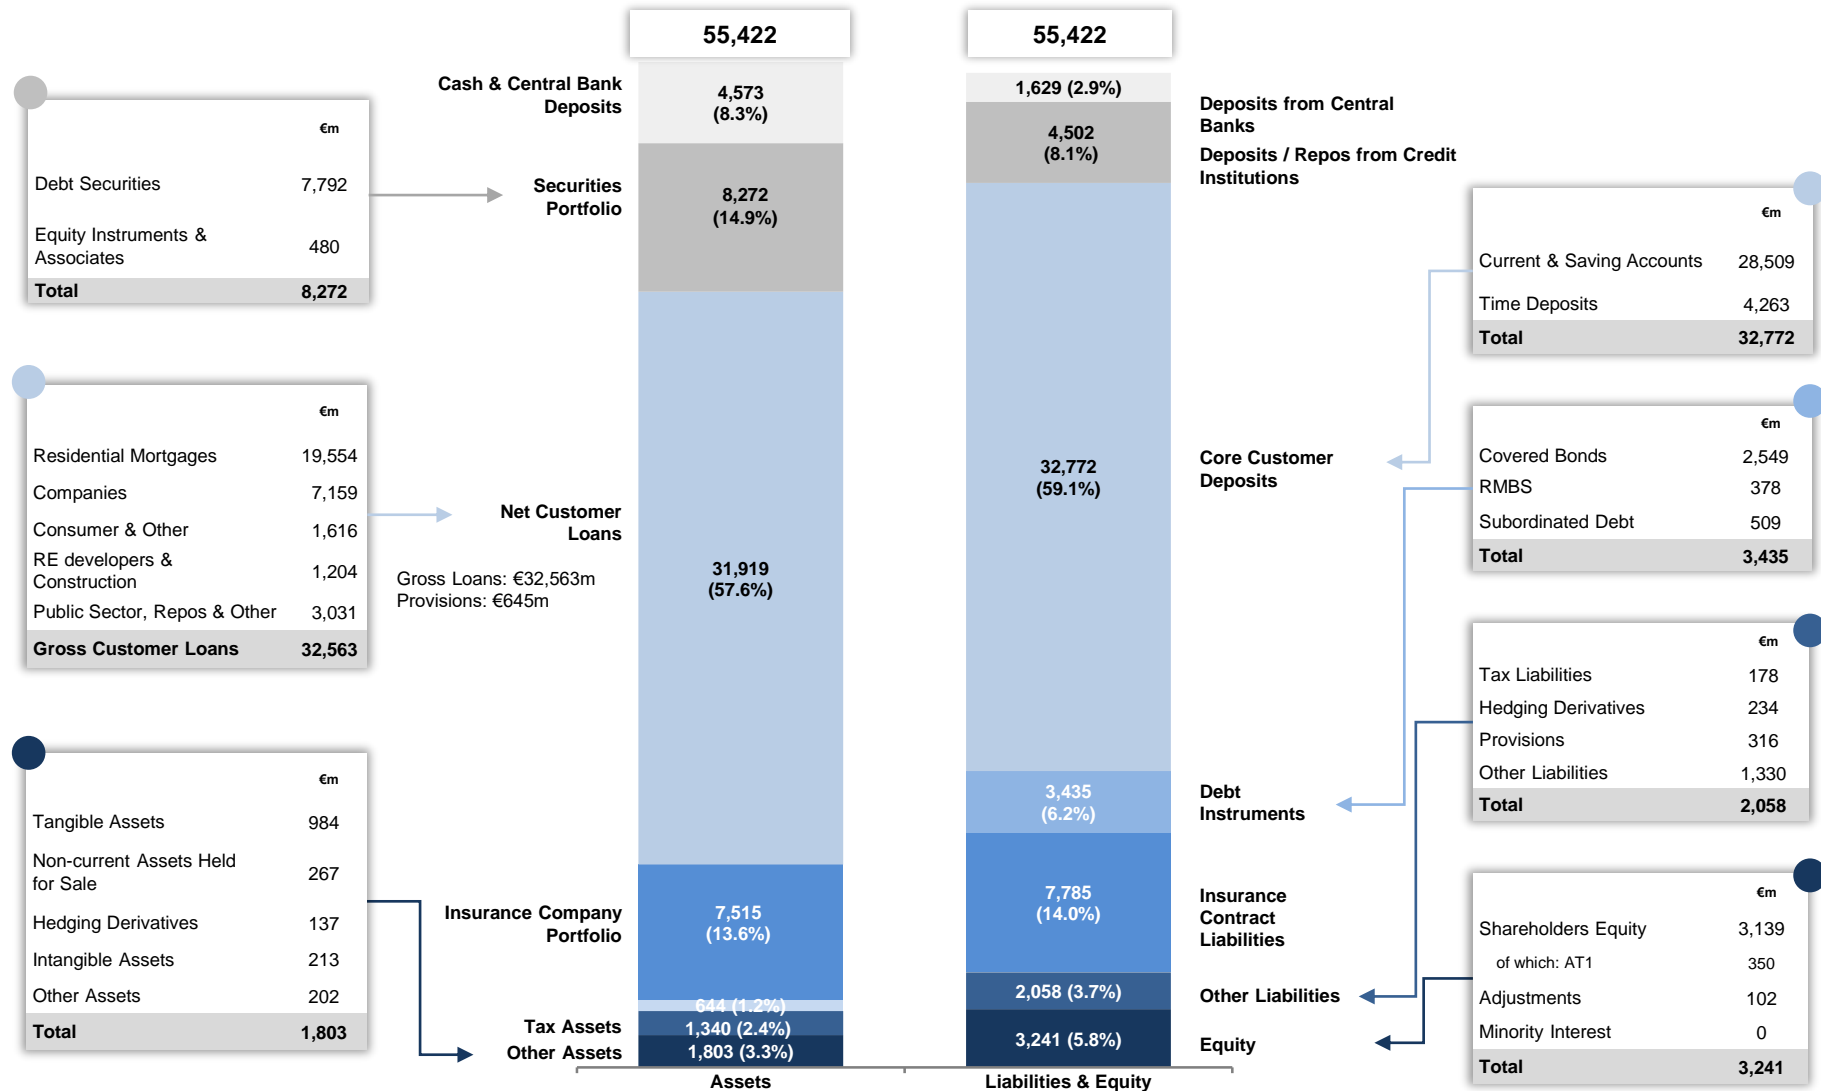 55,422
55,422
€m
Debt Securities 7,792
Equity Instruments &
Associates 480
Total 8,272
€m
Residential Mortgages 19,554
Companies 7,159
Consumer & Other 1,616
RE developers &
Construction 1,204
Public Sector, Repos & Other 3,031
Gross Customer Loans 32,563
€m
Tangible Assets 984
Non-current Assets Held
for Sale 267
Hedging Derivatives 137
Intangible Assets 213
Other Assets 202
Total 1,803
Cash & Central Bank
Deposits
Securities
Portfolio
Net Customer
Loans
Gross Loans: €32,563m
Provisions: €645m
Insurance Company
Portfolio
Tax Assets
Other Assets
4,573
(8.3%)
8,272
(14.9%)
31,919
(57.6%)
7,515
(13.6%)
644 (1.2%)
1,340 (2.4%)
1,803 (3.3%)
Assets
1,629 (2.9%)
4,502
(8.1%)
32,772
(59.1%)
3,435
(6.2%)
7,785
(14.0%)
2,058 (3.7%)
3,241 (5.8%)
Liabilities & Equity
Deposits from Central
Banks
Deposits / Repos from Credit
Institutions
Core Customer
Deposits
Debt
Instruments
Insurance
Contract
Liabilities
Other Liabilities
Equity
€m
Current & Saving Accounts 28,509
Time Deposits 4,263
Total 32,772
€m
Covered Bonds 2,549
RMBS 378
Subordinated Debt 509
Total 3,435
€m
Tax Liabilities 178
Hedging Derivatives 234
Provisions 316
Other Liabilities 1,330
Total 2,058
€m
Shareholders Equity 3,139
of which: AT1 350
Adjustments 102
Minority Interest 0
Total 3,241